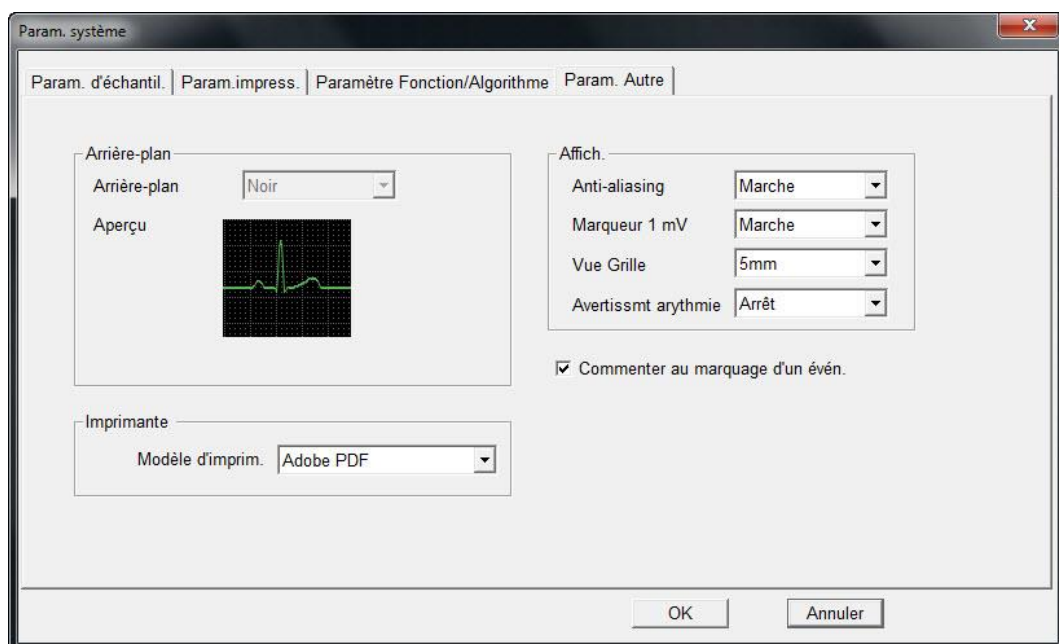 Param. système
Param. d'échantil. Param.impress. Paramètre Fonction/Algorithme Param. Autre
Arrière-plan
Arrière-plan Noir
Aperçu
Affich.
Anti-aliasing Marche
Marqueur 1 mV Marche
Vue Grille 5mm
Avertissmt arythmie Arrêt
Commenter au marquage d'un évén.
Imprimante
Modèle d'imprim. Adobe PDF
OK Annuler